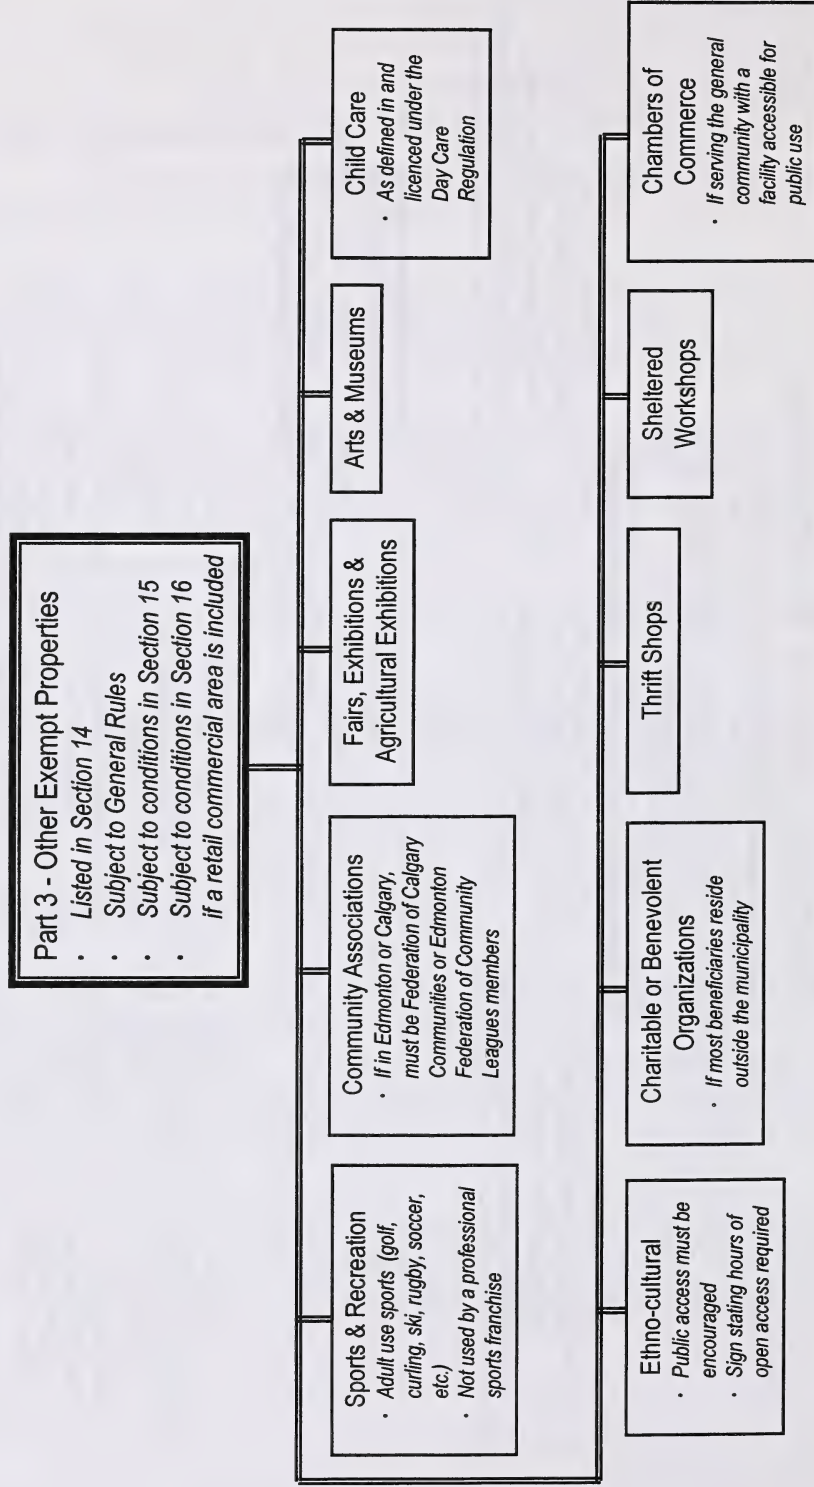 Part 3 - Other Exempt Properties
· Listed in Section 14
· Subject to General Rules
· Subject to conditions in Section 15
· Subject to conditions in Section 16
if a retail commercial area is included
Sports & Recreation
· Adult use sports (golf,
curling, ski, rugby, soccer,
etc.)
· Not used by a professional
sports franchise
Community Associations
· If in Edmonton or Calgary,
must be Federation of Calgary
Communities or Edmonton
Federation of Community
Leagues members
Fairs, Exhibitions &
Agricultural Exhibitions
Arts & Museums
Child Care
· As defined in and
licenced under the
Day Care
Regulation
Ethno-cultural
· Public access must be
encouraged
· Sign stating hours of
open access required
Charitable or Benevolent
Organizations
· If most beneficiaries reside
outside the municipality
Thrift Shops
Sheltered
Workshops
Chambers of
Commerce
· If serving the general
community with a
facility accessible for
public use